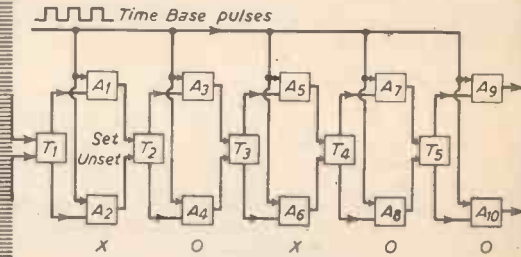 Time Base pulses
A1 A3 A5 A7 A9
T1 Set T2 T3 T4 T5
Unset
A2 A4 A6 A8 A10
X O X O O